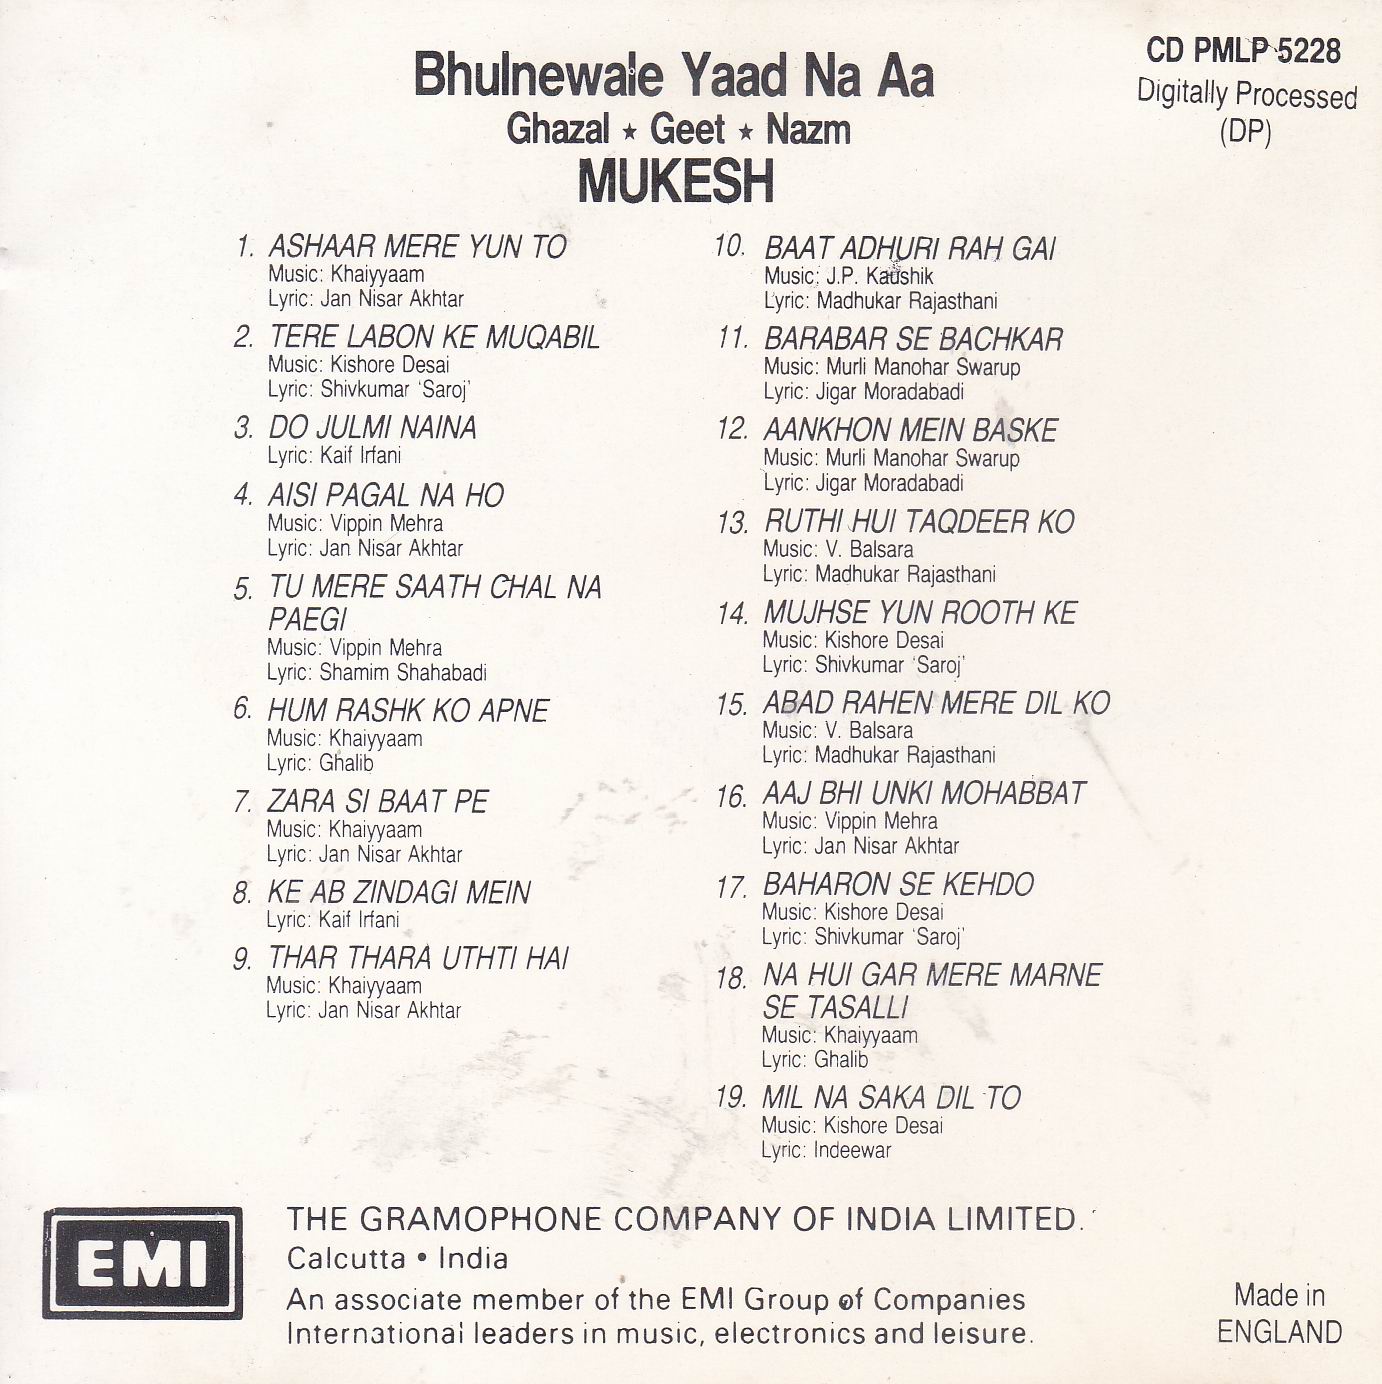 Bhulnewale Yaad Na Aa
Ghazal ★ Geet ★ Nazm
MUKESH
CD PMLP 5228
Digitally Processed
(DP)
1. ASHAAR MERE YUN TO
Music: Khaiyyaam
Lyric: Jan Nisar Akhtar
2. TERE LABON KE MUQABIL
Music: Kishore Desai
Lyric: Shivkumar 'Saroj'
3. DO JULMI NAINA
Lyric: Kaif Irfani
4. AISI PAGAL NA HO
Music: Vippin Mehra
Lyric: Jan Nisar Akhtar
5. TU MERE SAATH CHAL NA
PAEGI
Music: Vippin Mehra
Lyric: Shamim Shahabadi
6. HUM RASHK KO APNE
Music: Khaiyyaam
Lyric: Ghalib
7. ZARA SI BAAT PE
Music: Khaiyyaam
Lyric: Jan Nisar Akhtar
8. KE AB ZINDAGI MEIN
Lyric: Kaif Irfani
9. THAR THARA UTHTI HAI
Music: Khaiyyaam
Lyric: Jan Nisar Akhtar
10. BAAT ADHURI RAH GAI
Music: J.P. Kaushik
Lyric: Madhukar Rajasthani
11. BARABAR SE BACHKAR
Music: Murli Manohar Swarup
Lyric: Jigar Moradabadi
12. AANKHON MEIN BASKE
Music: Murli Manohar Swarup
Lyric: Jigar Moradabadi
13. RUTHI HUI TAQDEER KO
Music: V. Balsara
Lyric: Madhukar Rajasthani
14. MUJHSE YUN ROOTH KE
Music: Kishore Desai
Lyric: Shivkumar 'Saroj'
15. ABAD RAHEN MERE DIL KO
Music: V. Balsara
Lyric: Madhukar Rajasthani
16. AAJ BHI UNKI MOHABBAT
Music: Vippin Mehra
Lyric: Jan Nisar Akhtar
17. BAHARON SE KEHDO
Music: Kishore Desai
Lyric: Shivkumar 'Saroj'
18. NA HUI GAR MERE MARNE
SE TASALLI
Music: Khaiyyaam
Lyric: Ghalib
19. MIL NA SAKA DIL TO
Music: Kishore Desai
Lyric: Indeewar
EMI
THE GRAMOPHONE COMPANY OF INDIA LIMITED.
Calcutta • India
An associate member of the EMI Group of Companies
International leaders in music, electronics and leisure.
Made in
ENGLAND